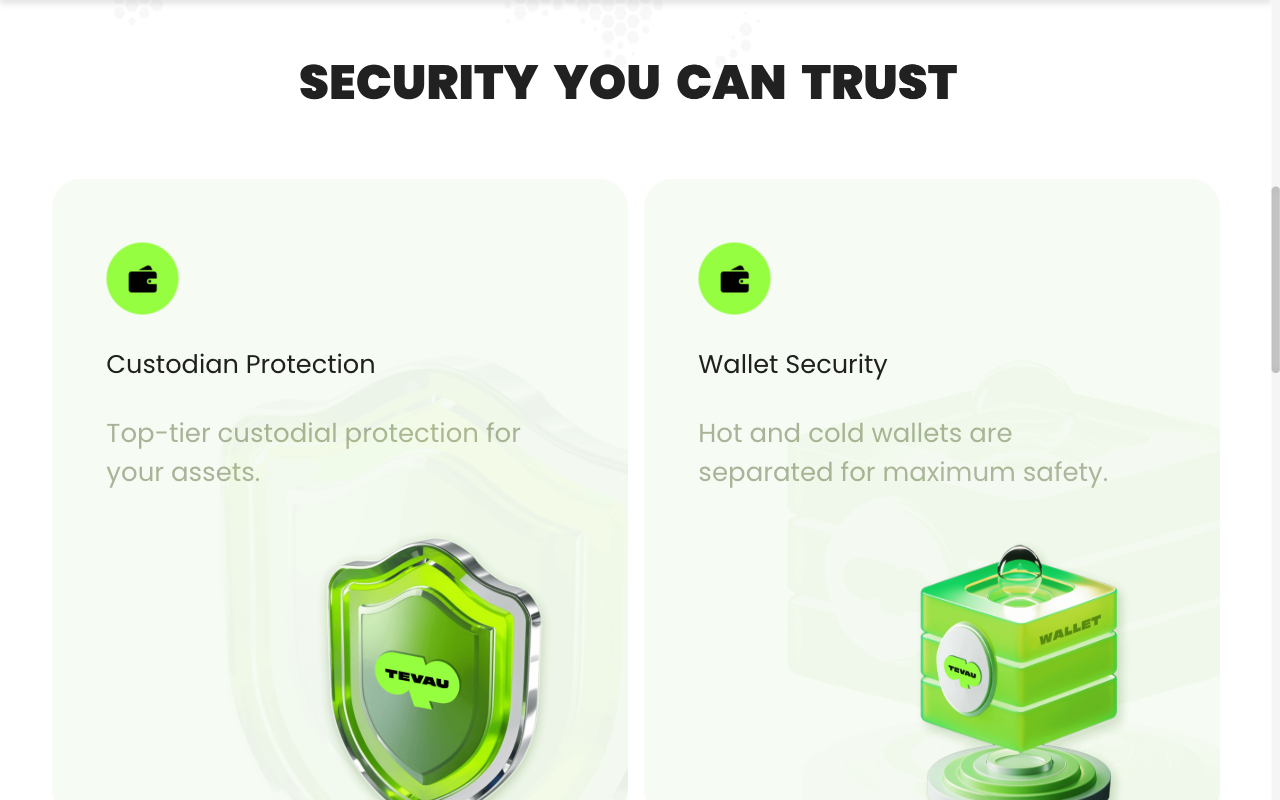 SECURITY YOU CAN TRUST
Custodian Protection
Top-tier custodial protection for
your assets.
TEVAU
Wallet Security
Hot and cold wallets are
separated for maximum safety.
WALLET
TEVAU